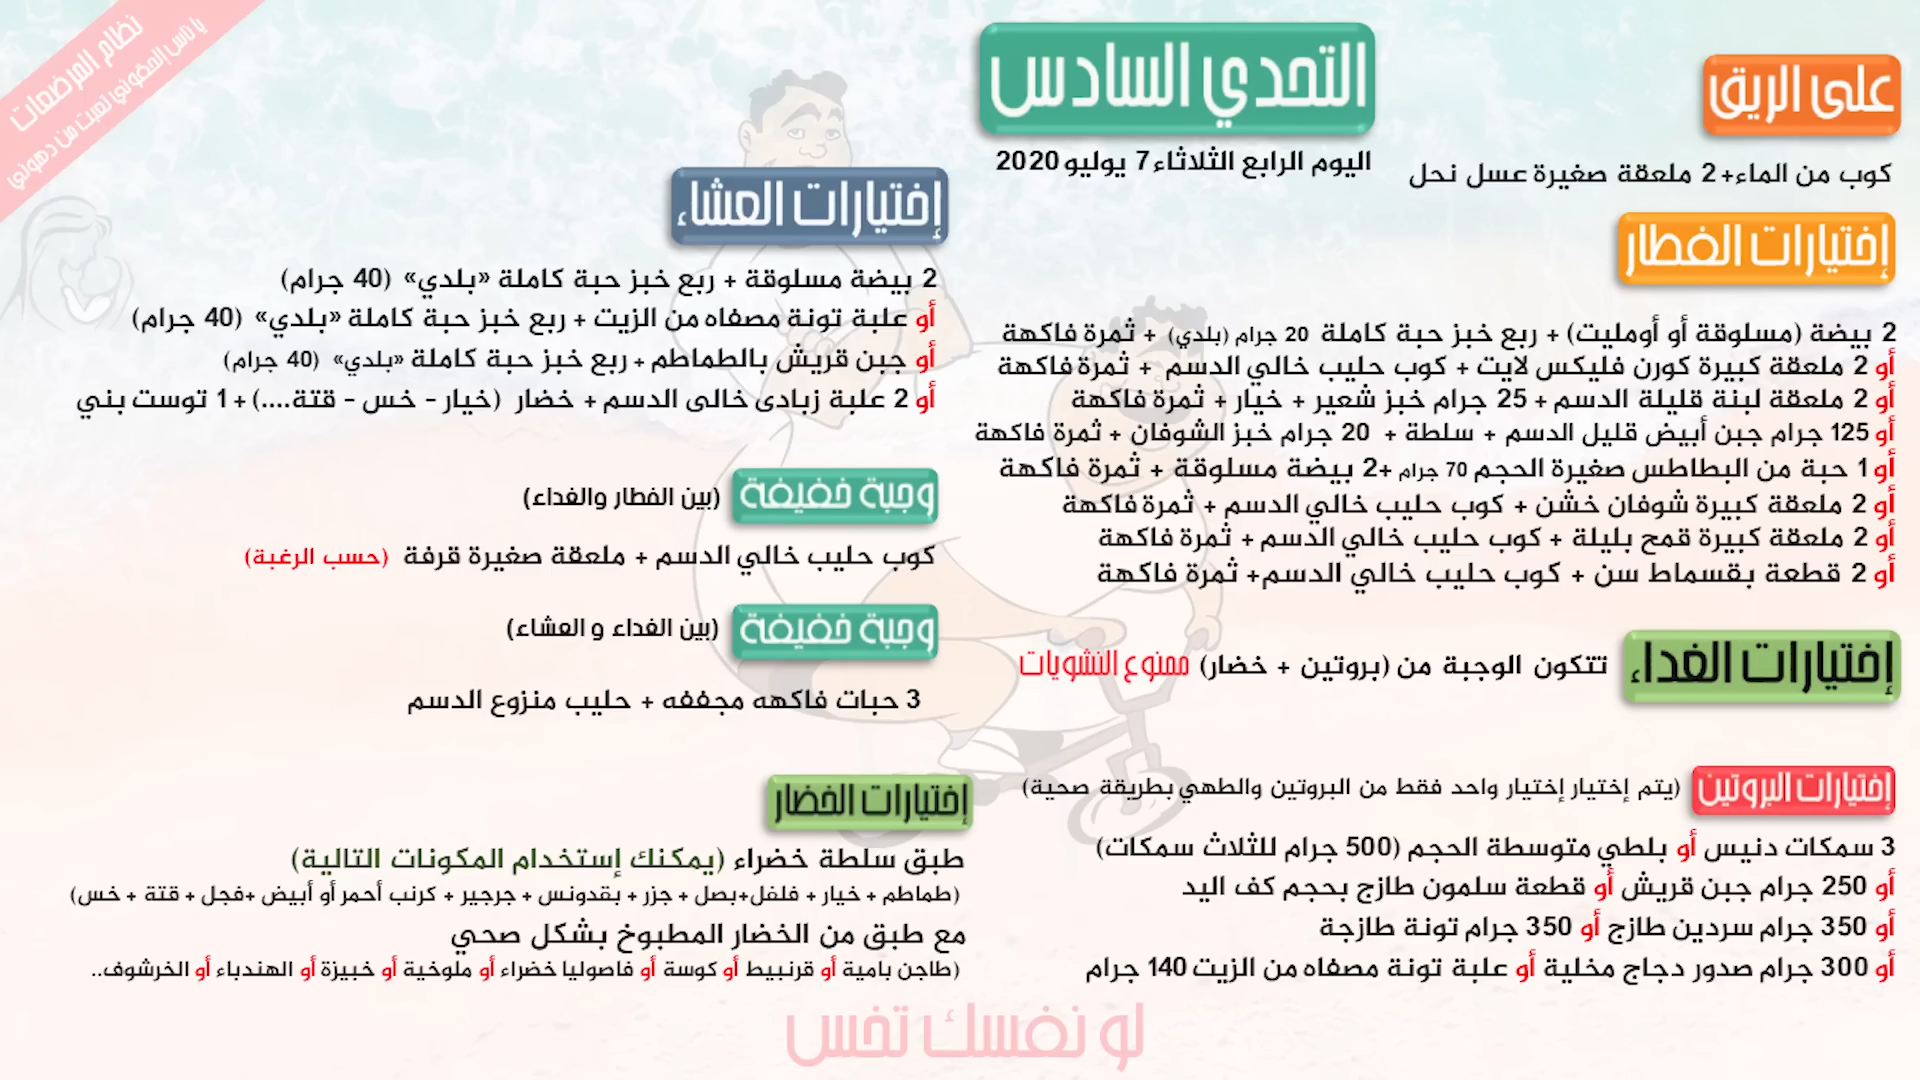 نظام المرضعات
يا ناس إلحقوني تعبت من دهوني
التحدي السادس
اليوم الرابع الثلاثاء 7 يوليو 2020
على الريق
كوب من الماء+ 2 ملعقة صغيرة عسل نحل
إختيارات الفطار
2 بيضة (مسلوقة أو أومليت) + ربع خبز حبة كاملة 20 جرام (بلدي) + ثمرة فاكهة
أو 2 ملعقة كبيرة كورن فليكس لايت + كوب حليب خالي الدسم + ثمرة فاكهة
أو 2 ملعقة لبنة قليلة الدسم + 25 جرام خبز شعير + خيار + ثمرة فاكهة
أو 125 جرام جبن أبيض قليل الدسم + سلطة + 20 جرام خبز الشوفان + ثمرة فاكهة
أو 1 حبة من البطاطس صغيرة الحجم 70 جرام +2 بيضة مسلوقة + ثمرة فاكهة
أو 2 ملعقة كبيرة شوفان خشن + كوب حليب خالي الدسم + ثمرة فاكهة
أو 2 ملعقة كبيرة قمح بليلة + كوب حليب خالي الدسم + ثمرة فاكهة
أو 2 قطعة بقسماط سن + كوب حليب خالي الدسم+ ثمرة فاكهة
إختيارات الغداء
تتكون الوجبة من (بروتين + خضار) ممنوع النشويات
إختيارات البروتين
(يتم إختيار إختيار واحد فقط من البروتين والطهي بطريقة صحية)
3 سمكات دنيس أو بلطي متوسطة الحجم (500 جرام للثلاث سمكات)
أو 250 جرام جبن قريش أو قطعة سلمون طازج بحجم كف اليد
أو 350 جرام سردين طازج أو 350 جرام تونة طازجة
أو 300 جرام صدور دجاج مخلية أو علبة تونة مصفاه من الزيت 140 جرام
إختيارات العشاء
2 بيضة مسلوقة + ربع خبز حبة كاملة «بلدي» (40 جرام)
أو علبة تونة مصفاه من الزيت + ربع خبز حبة كاملة «بلدي» (40 جرام)
أو جبن قريش بالطماطم + ربع خبز حبة كاملة «بلدي» (40 جرام)
أو 2 علبة زبادى خالى الدسم + خضار (خيار - خس - قتة....) + 1 توست بني
وجبة خفيفة
(بين الفطار والغداء)
كوب حليب خالي الدسم + ملعقة صغيرة قرفة (حسب الرغبة)
وجبة خفيفة
(بين الغداء و العشاء)
3 حبات فاكهه مجففه + حليب منزوع الدسم
إختيارات الخضار
طبق سلطة خضراء (يمكنك إستخدام المكونات التالية)
(طماطم + خيار + فلفل+بصل + جزر + بقدونس + جرجير + كرنب أحمر أو أبيض +فجل + قتة + خس)
مع طبق من الخضار المطبوخ بشكل صحي
(طاجن بامية أو قرنبيط أو كوسة أو فاصوليا خضراء أو ملوخية أو خبيزة أو الهندباء أو الخرشوف..
لو نفسك تخس